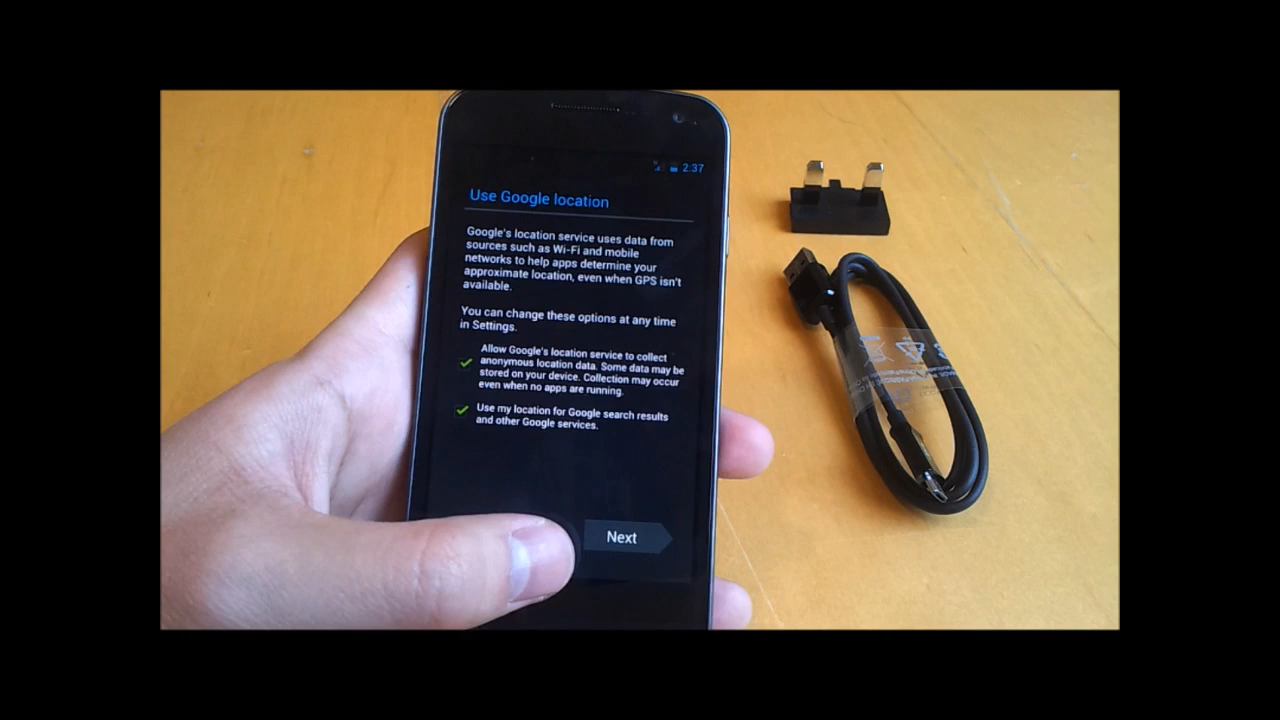 2:37
Use Google location
Google's location service uses data from
sources such as Wi-Fi and mobile
networks to help apps determine your
approximate location, even when GPS isn't
available.
You can change these options at any time
in Settings.
Allow Google's location service to collect
anonymous location data. Some data may be
stored on your device. Collection may occur
even when no apps are running.
Use my location for Google search results
and other Google services.
Next